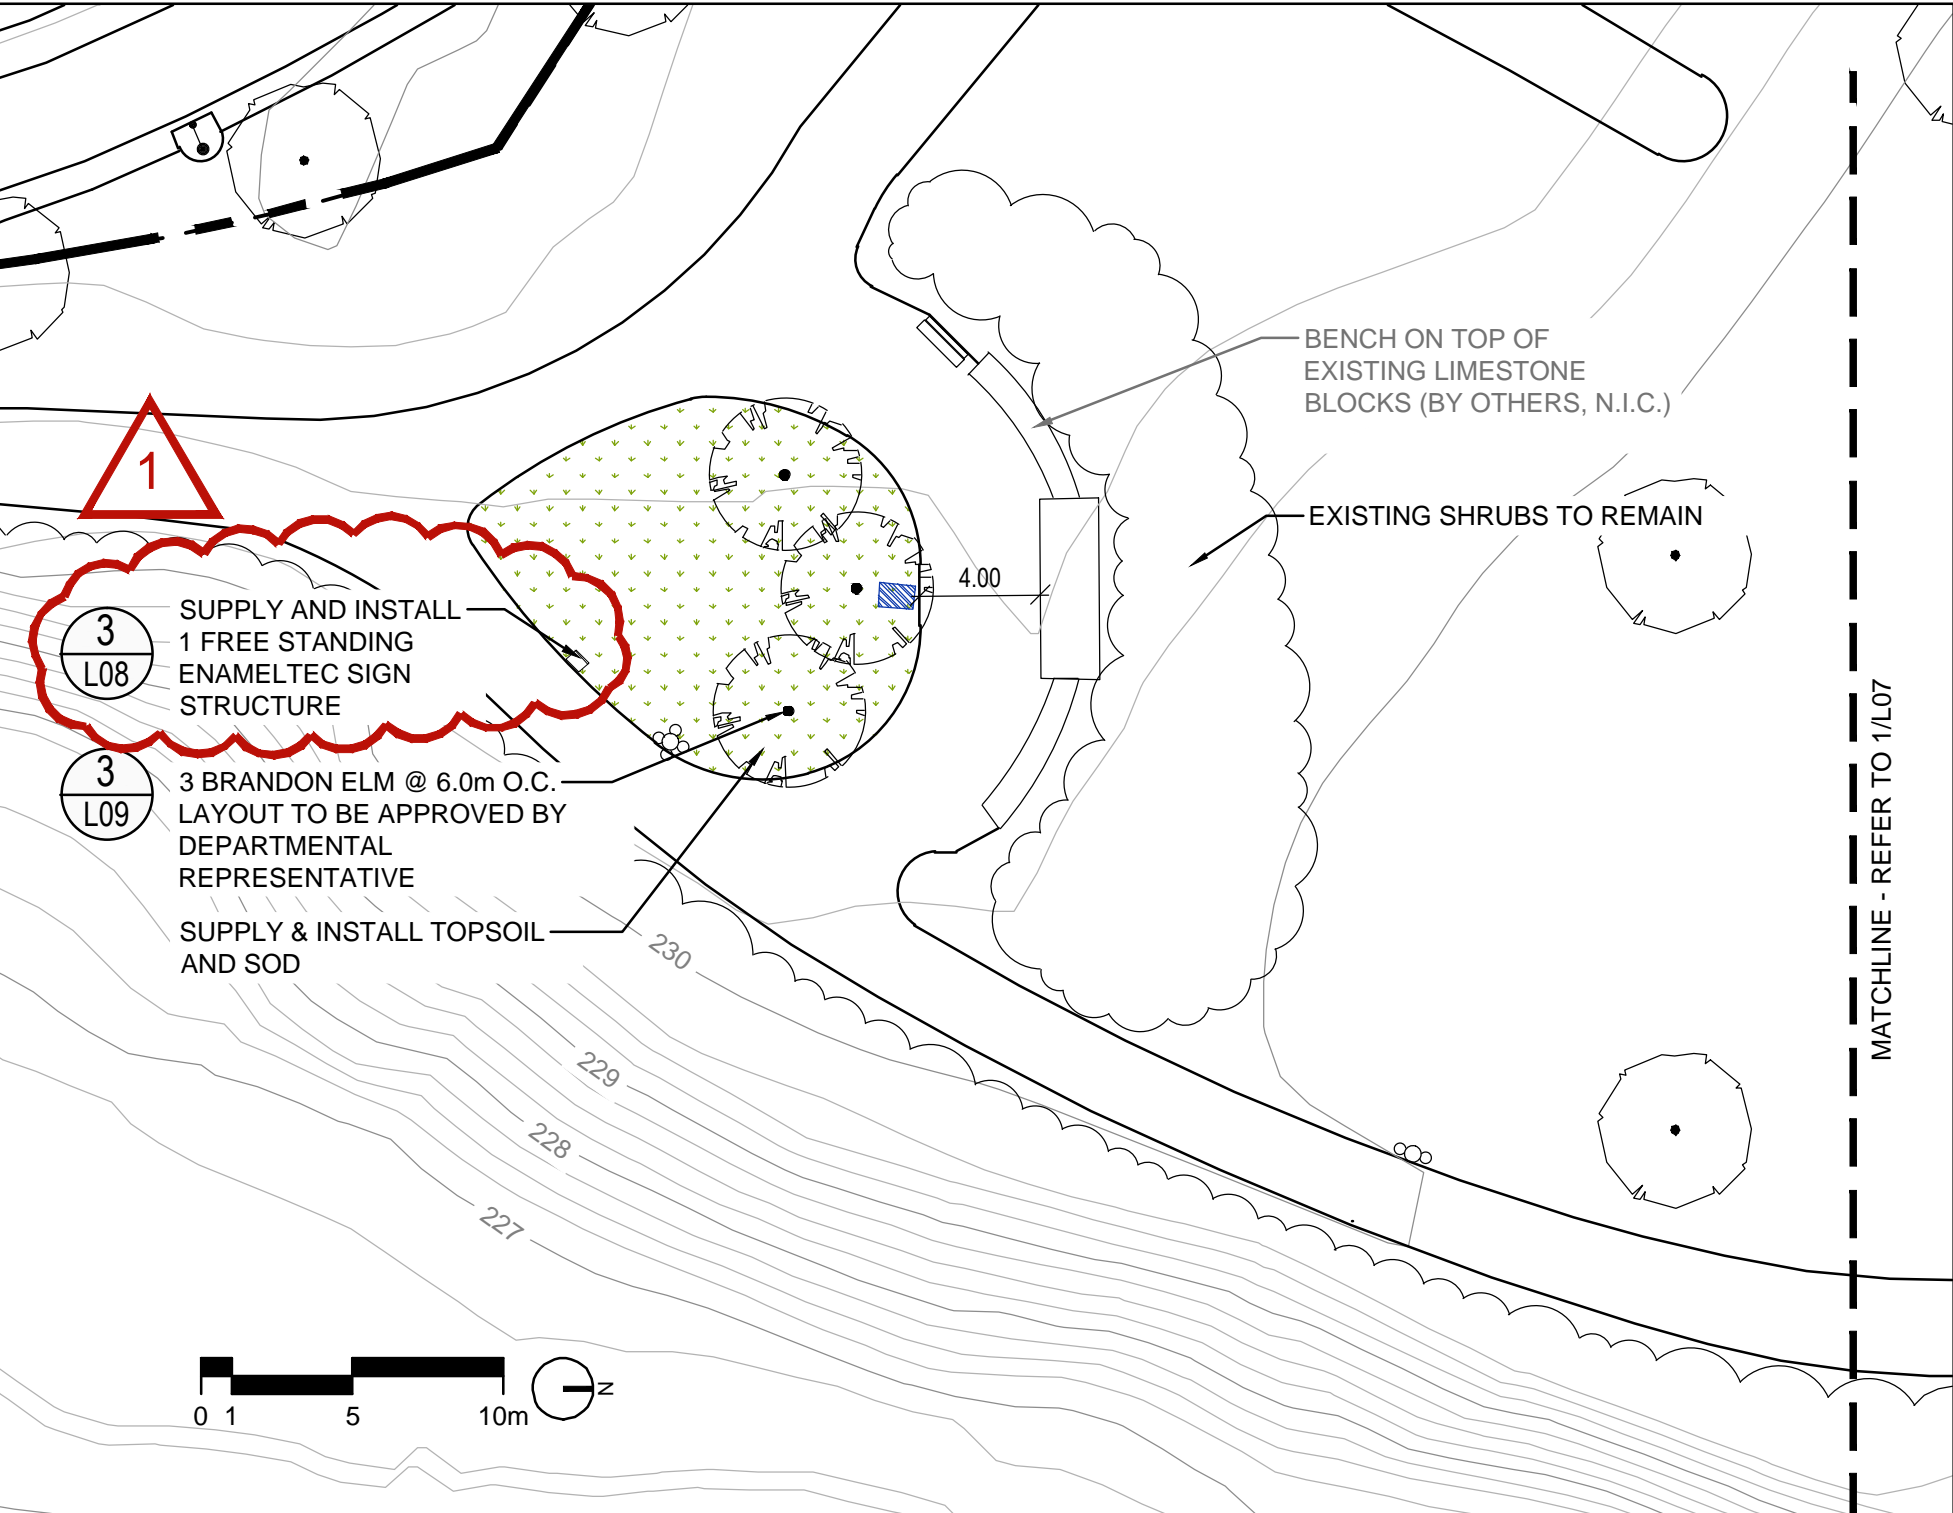 BENCH ON TOP OF
EXISTING LIMESTONE
BLOCKS (BY OTHERS, N.I.C.)
1
EXISTING SHRUBS TO REMAIN
4.00
3
L08
SUPPLY AND INSTALL
1 FREE STANDING
ENAMELTEC SIGN
STRUCTURE
3
L09
3 BRANDON ELM @ 6.0m O.C.
LAYOUT TO BE APPROVED BY
DEPARTMENTAL
REPRESENTATIVE
SUPPLY & INSTALL TOPSOIL
AND SOD
MATCHLINE - REFER TO 1/L07
230
229
228
227
0 1 5 10m
N